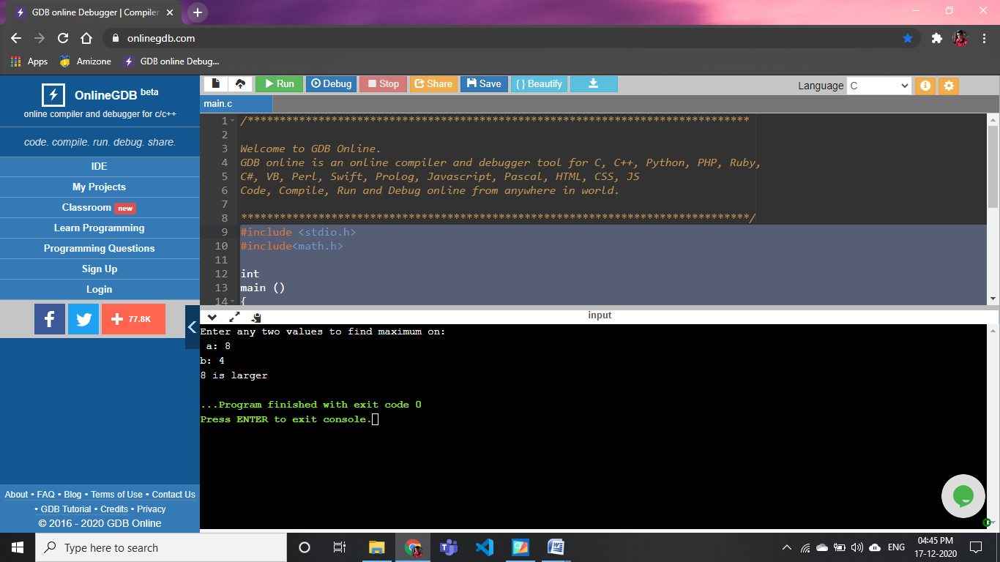 GDB online Debugger | Compiler
onlinegdb.com
Apps Amizone GDB online Debug...
OnlineGDB beta
online compiler and debugger for c/c++
code. compile. run. debug. share.
IDE
My Projects
Classroom new
Learn Programming
Programming Questions
Sign Up
Login
77.8K
About • FAQ • Blog • Terms of Use • Contact Us
• GDB Tutorial • Credits • Privacy
© 2016 - 2020 GDB Online
Run Debug Stop Share Save { } Beautify Language C
main.c
1 /******************************************************************************
2
3 Welcome to GDB Online.
4 GDB online is an online compiler and debugger tool for C, C++, Python, PHP, Ruby,
5 C#, VB, Perl, Swift, Prolog, Javascript, Pascal, HTML, CSS, JS
6 Code, Compile, Run and Debug online from anywhere in world.
7
8 *******************************************************************************/
9 #include <stdio.h>
10 #include<math.h>
11
12 int
13 main ()
14 {
input
Enter any two values to find maximum on:
a: 8
b: 4
8 is larger
...Program finished with exit code 0
Press ENTER to exit console.
Type here to search
ENG
04:45 PM
17-12-2020